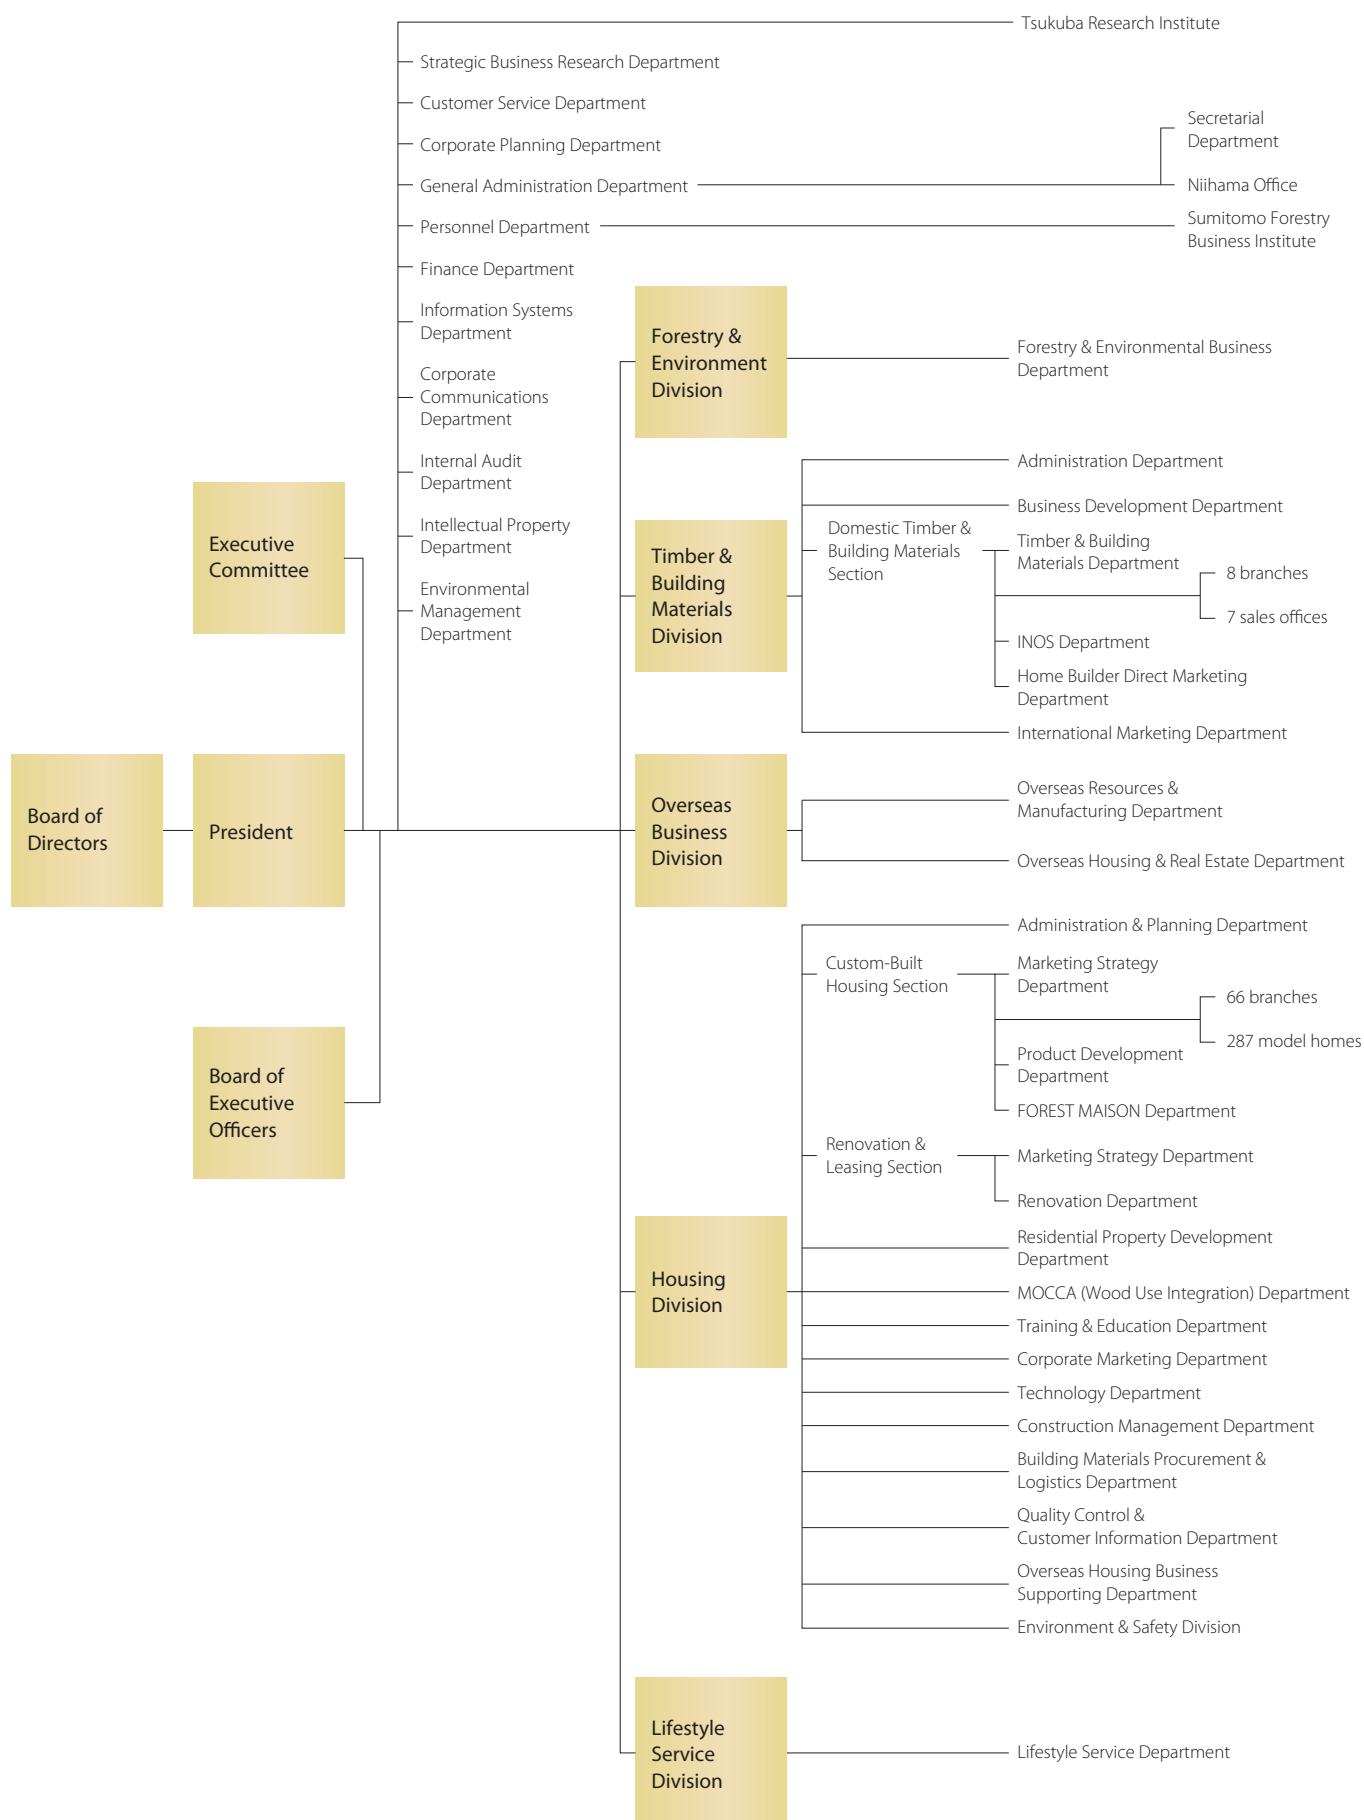 Tsukuba Research Institute
Strategic Business Research Department
Customer Service Department
Corporate Planning Department
General Administration Department
Secretarial
Department
Niihama Office
Personnel Department
Sumitomo Forestry
Business Institute
Finance Department
Information Systems
Department
Corporate
Communications
Department
Internal Audit
Department
Intellectual Property
Department
Environmental
Management
Department
Executive
Committee
Board of
Directors
President
Board of
Executive
Officers
Forestry &
Environment
Division
Forestry & Environmental Business
Department
Timber &
Building
Materials
Division
Administration Department
Business Development Department
Domestic Timber &
Building Materials
Section
Timber & Building
Materials Department
8 branches
7 sales offices
INOS Department
Home Builder Direct Marketing
Department
International Marketing Department
Overseas
Business
Division
Overseas Resources &
Manufacturing Department
Overseas Housing & Real Estate Department
Housing
Division
Administration & Planning Department
Custom-Built
Housing Section
Marketing Strategy
Department
66 branches
287 model homes
Product Development
Department
FOREST MAISON Department
Renovation &
Leasing Section
Marketing Strategy Department
Renovation Department
Residential Property Development
Department
MOCCA (Wood Use Integration) Department
Training & Education Department
Corporate Marketing Department
Technology Department
Construction Management Department
Building Materials Procurement &
Logistics Department
Quality Control &
Customer Information Department
Overseas Housing Business
Supporting Department
Environment & Safety Division
Lifestyle
Service
Division
Lifestyle Service Department